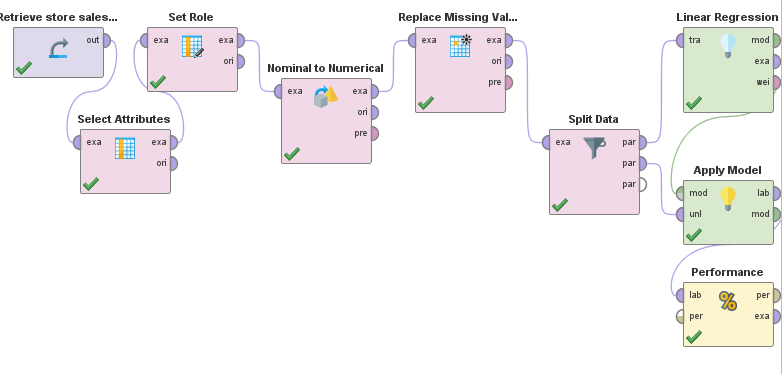 Retrieve store sales...
out
Select Attributes
exa exa
ori
Set Role
exa exa
ori
Nominal to Numerical
exa exa
ori
pre
Replace Missing Val...
exa exa
ori
pre
Split Data
exa par
par
par
Linear Regression
tra mod
exa
wei
Apply Model
mod lab
unl mod
Performance
%
lab per
per exa